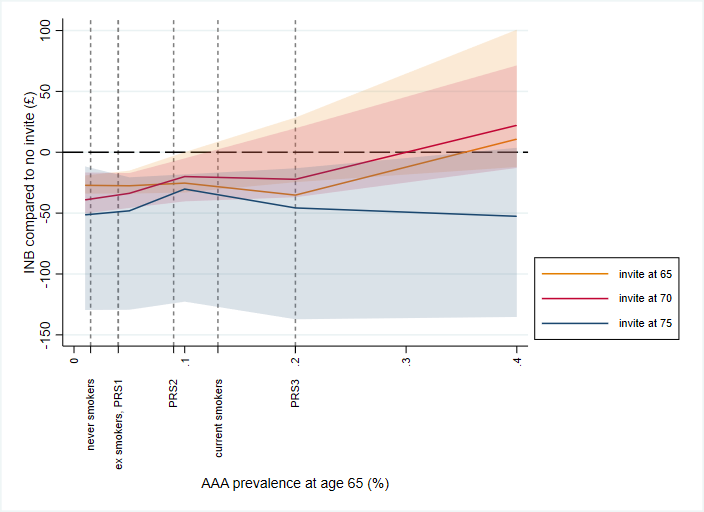 INB compared to no invite (£)
100
50
0
-50
-100
-150
0
.1
.2
.3
.4
never smokers
ex smokers, PRS1
PRS2
current smokers
PRS3
AAA prevalence at age 65 (%)
invite at 65
invite at 70
invite at 75